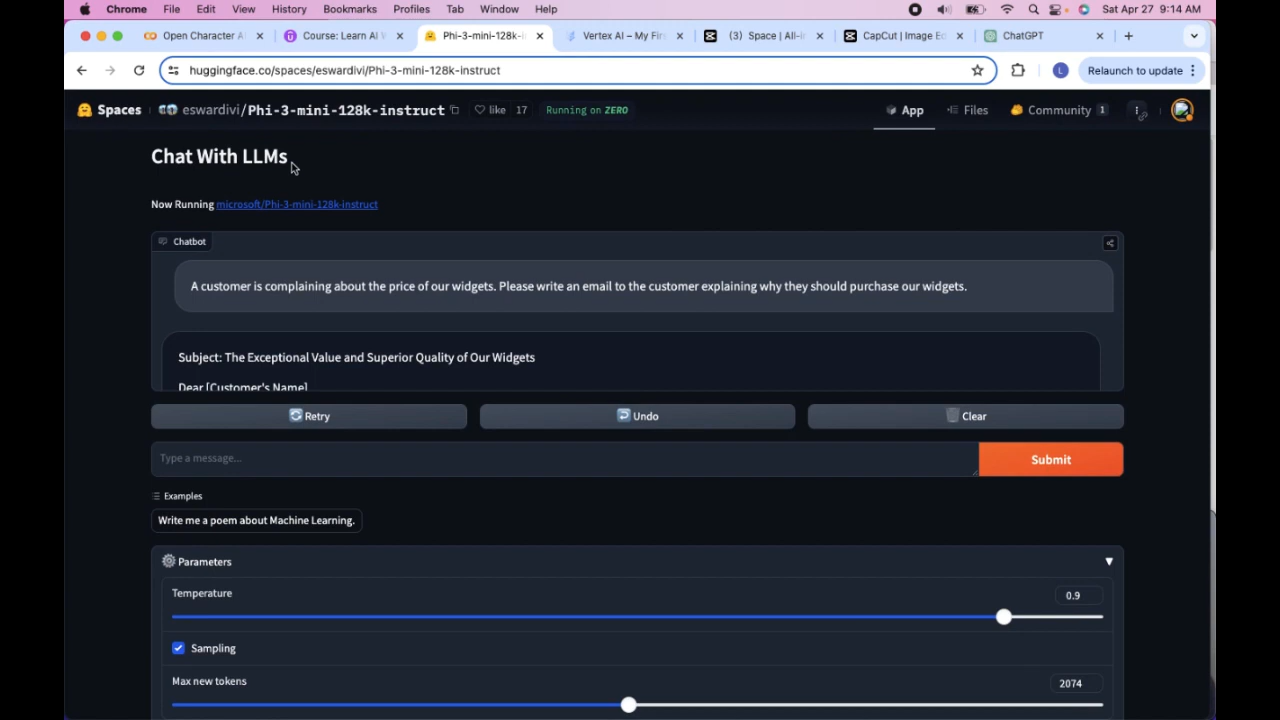 Chrome File Edit View History Bookmarks Profiles Tab Window Help Sat Apr 27 9:14 AM
Open Character A Course: Learn AI W Phi-3-mini-128k-i Vertex AI – My Firs (3) Space | All-i CapCut | Image Ed ChatGPT
huggingface.co/spaces/eswardivi/Phi-3-mini-128k-instruct L Relaunch to update
Spaces eswardivi/Phi-3-mini-128k-instruct like 17 Running on ZERO App Files Community 1
Chat With LLMs
Now Running microsoft/Phi-3-mini-128k-instruct
Chatbot
A customer is complaining about the price of our widgets. Please write an email to the customer explaining why they should purchase our widgets.
Subject: The Exceptional Value and Superior Quality of Our Widgets
Dear [Customer's Name]
Retry Undo Clear
Type a message... Submit
Examples
Write me a poem about Machine Learning.
Parameters
Temperature 0.9
Sampling
Max new tokens 2074